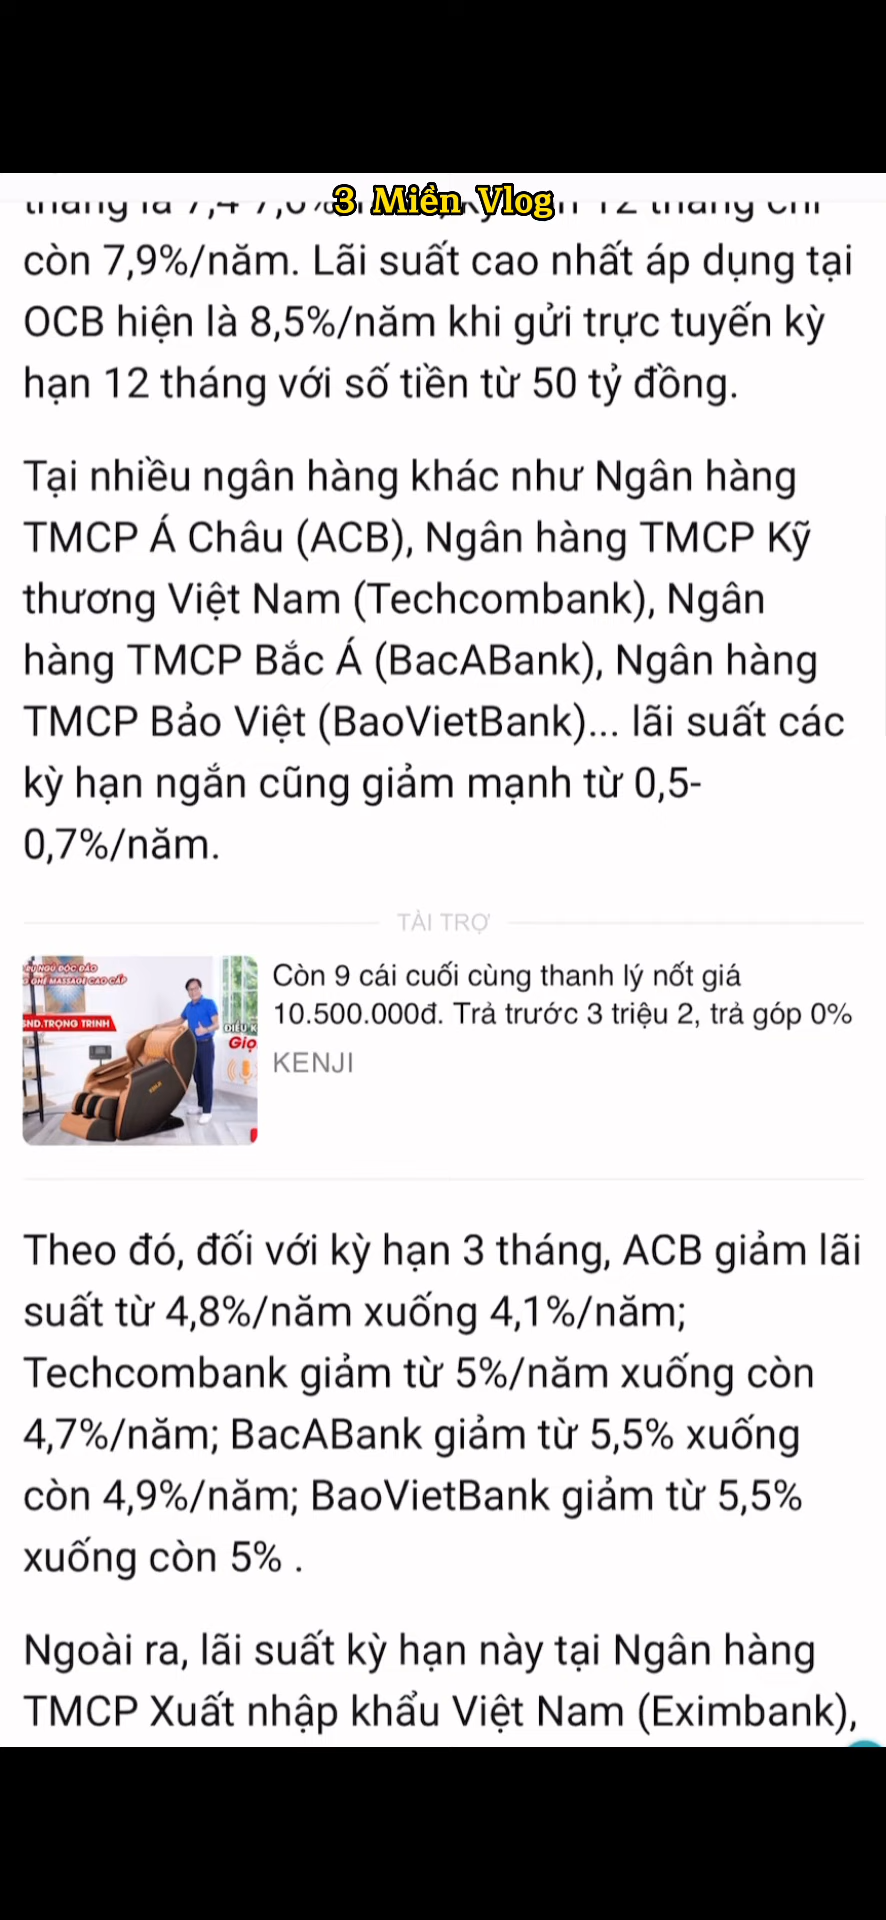 3 Miền Vlog
còn 7,9%/năm. Lãi suất cao nhất áp dụng tại
OCB hiện là 8,5%/năm khi gửi trực tuyến kỳ
hạn 12 tháng với số tiền từ 50 tỷ đồng.
Tại nhiều ngân hàng khác như Ngân hàng
TMCP Á Châu (ACB), Ngân hàng TMCP Kỹ
thương Việt Nam (Techcombank), Ngân
hàng TMCP Bắc Á (BacABank), Ngân hàng
TMCP Bảo Việt (BaoVietBank)... lãi suất các
kỳ hạn ngắn cũng giảm mạnh từ 0,5-
0,7%/năm.
TÀI TRỢ
GHẾ MASSAGE CAO CẤP
SND.TRỌNG TRINH
Còn 9 cái cuối cùng thanh lý nốt giá
10.500.000đ. Trả trước 3 triệu 2, trả góp 0%
KENJI
Theo đó, đối với kỳ hạn 3 tháng, ACB giảm lãi
suất từ 4,8%/năm xuống 4,1%/năm;
Techcombank giảm từ 5%/năm xuống còn
4,7%/năm; BacABank giảm từ 5,5% xuống
còn 4,9%/năm; BaoVietBank giảm từ 5,5%
xuống còn 5% .
Ngoài ra, lãi suất kỳ hạn này tại Ngân hàng
TMCP Xuất nhập khẩu Việt Nam (Eximbank),